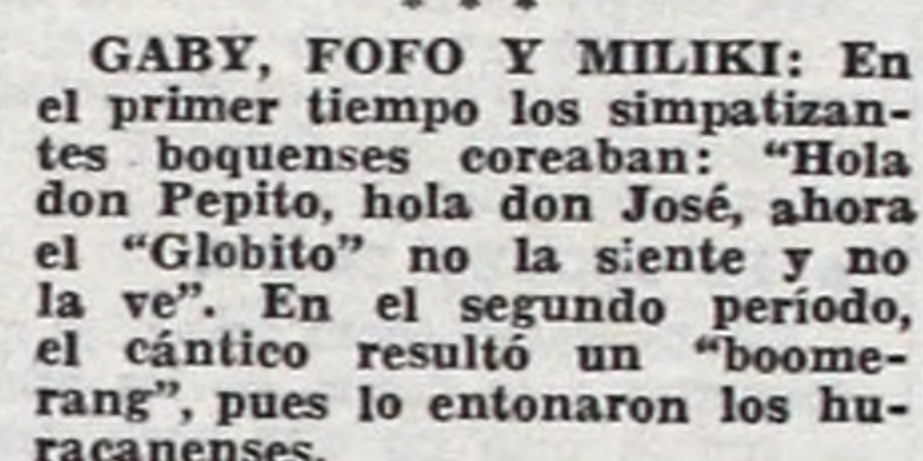 * * *
GABY, FOFO Y MILIKI: En
el primer tiempo los simpatizan-
tes boquenses coreaban: “Hola
don Pepito, hola don José, ahora
el “Globito” no la siente y no
la ve”. En el segundo período,
el cántico resultó un “boome-
rang”, pues lo entonaron los hu-
racanenses.